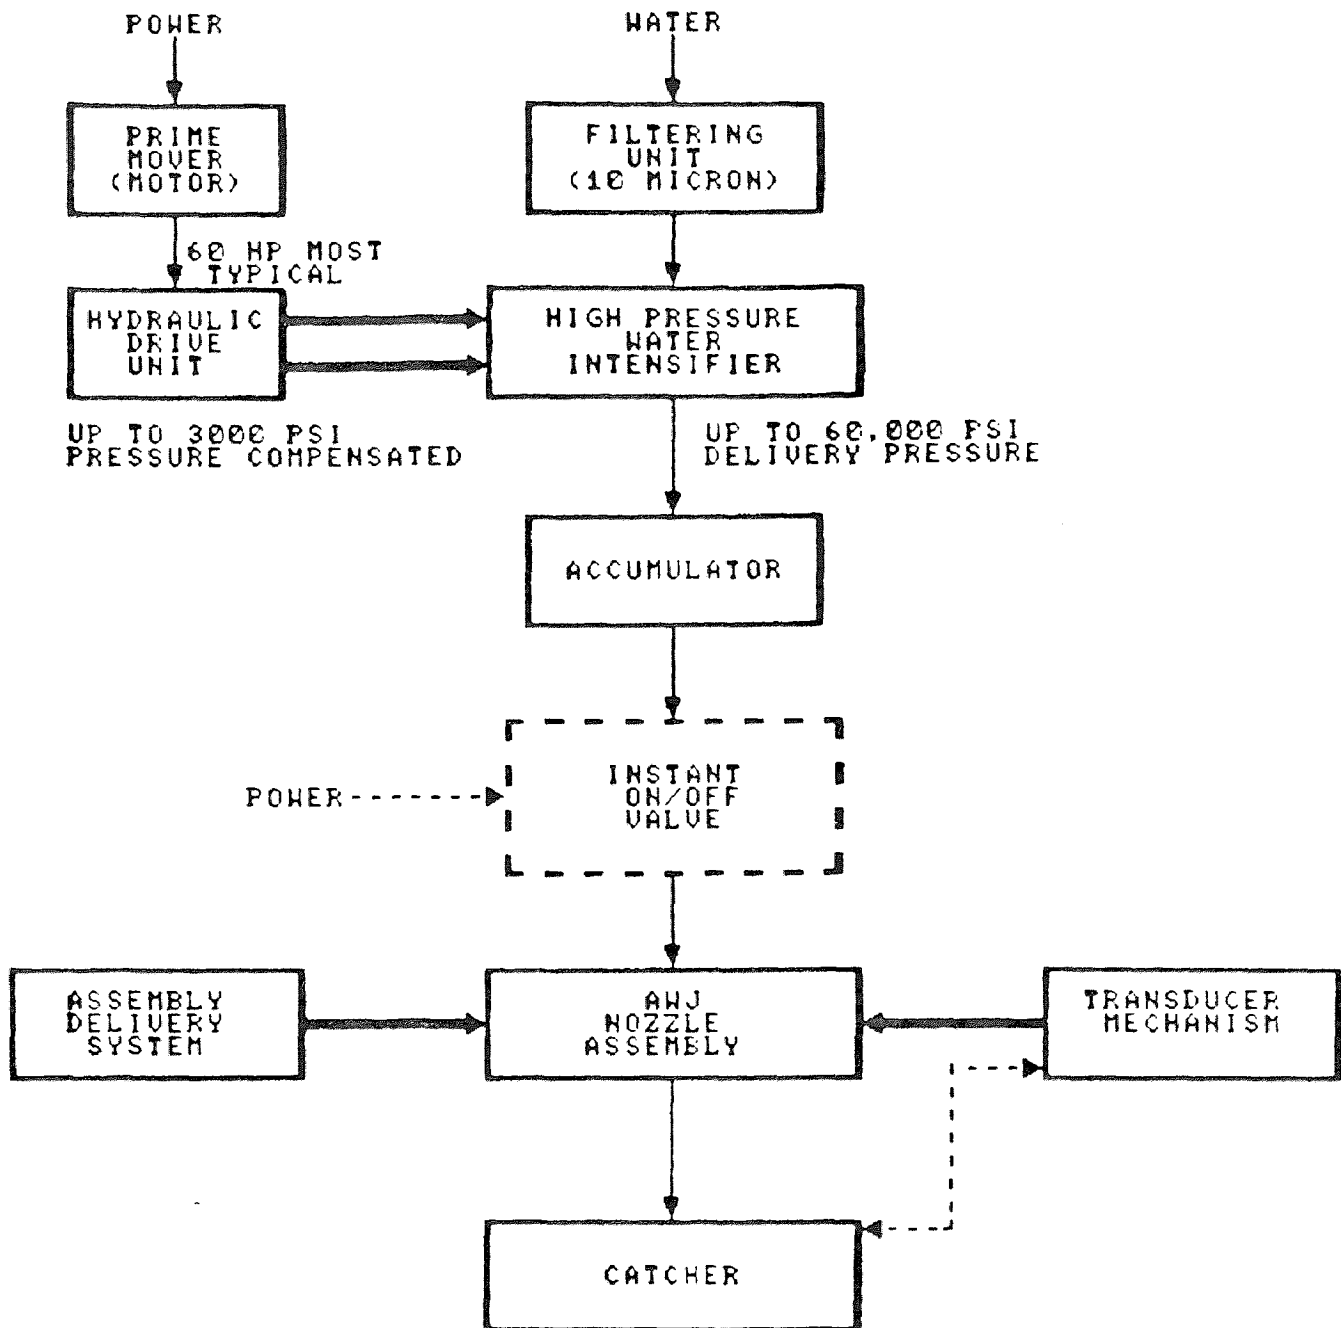 POWER
WATER
PRIME
MOVER
(MOTOR)
FILTERING
UNIT
(10 MICRON)
60 HP MOST
TYPICAL
HYDRAULIC
DRIVE
UNIT
HIGH PRESSURE
WATER
INTENSIFIER
UP TO 3000 PSI
PRESSURE COMPENSATED
UP TO 60,000 PSI
DELIVERY PRESSURE
ACCUMULATOR
POWER
INSTANT
ON/OFF
VALVE
ASSEMBLY
DELIVERY
SYSTEM
AWJ
NOZZLE
ASSEMBLY
TRANSDUCER
MECHANISM
CATCHER